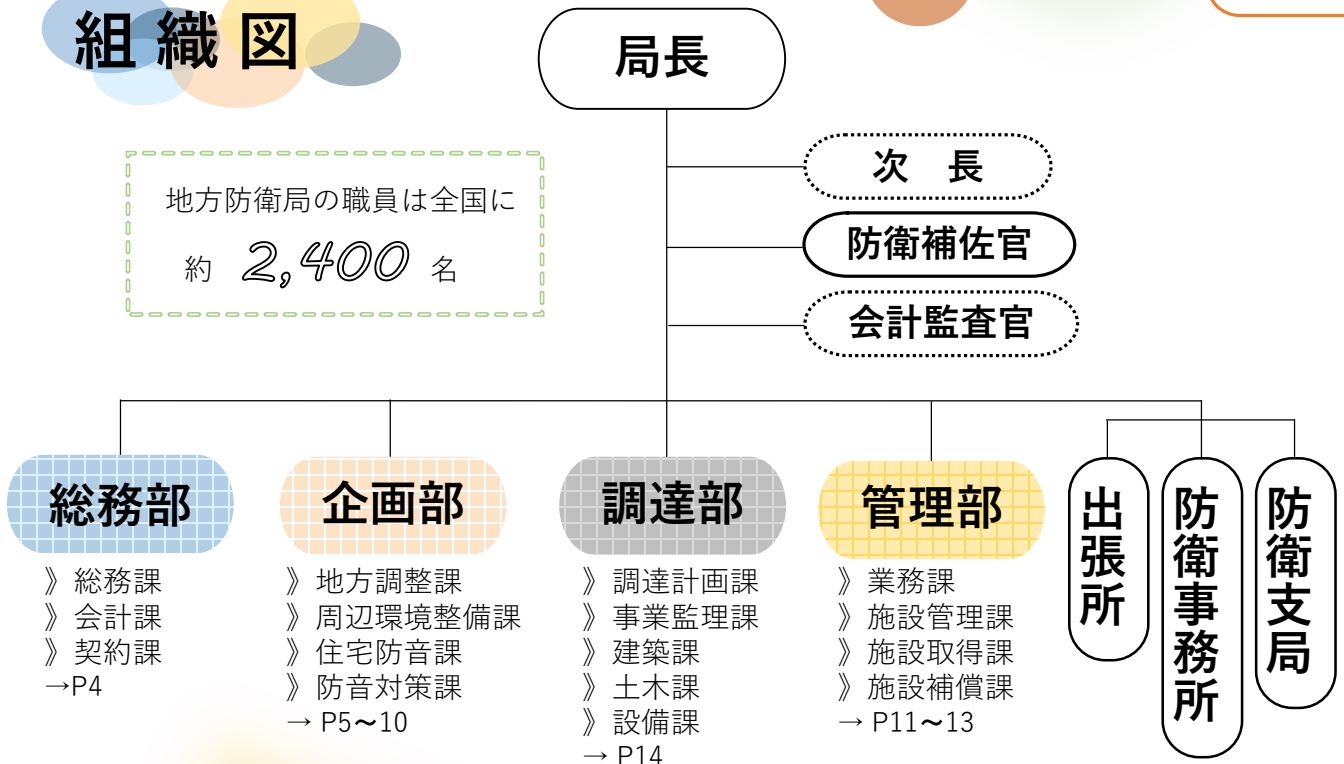 組織図
局長
次　長
防衛補佐官
会計監査官
地方防衛局の職員は全国に
約 2,400 名
総務部
》総務課
》会計課
》契約課
→P4
企画部
》地方調整課
》周辺環境整備課
》住宅防音課
》防音対策課
→ P5～10
調達部
》調達計画課
》事業監理課
》建築課
》土木課
》設備課
→ P14
管理部
》業務課
》施設管理課
》施設取得課
》施設補償課
→ P11～13
出張所
防衛事務所
防衛支局